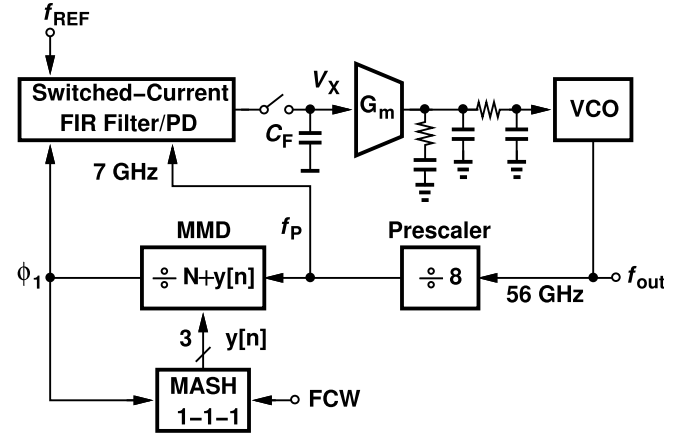 fREF
Switched−Current
FIR Filter/PD
VX
CF
Gm
VCO
7 GHz
fP
MMD
Prescaler
ϕ1
÷ N+y[n]
÷ 8
fout
56 GHz
3
y[n]
MASH
1−1−1
FCW